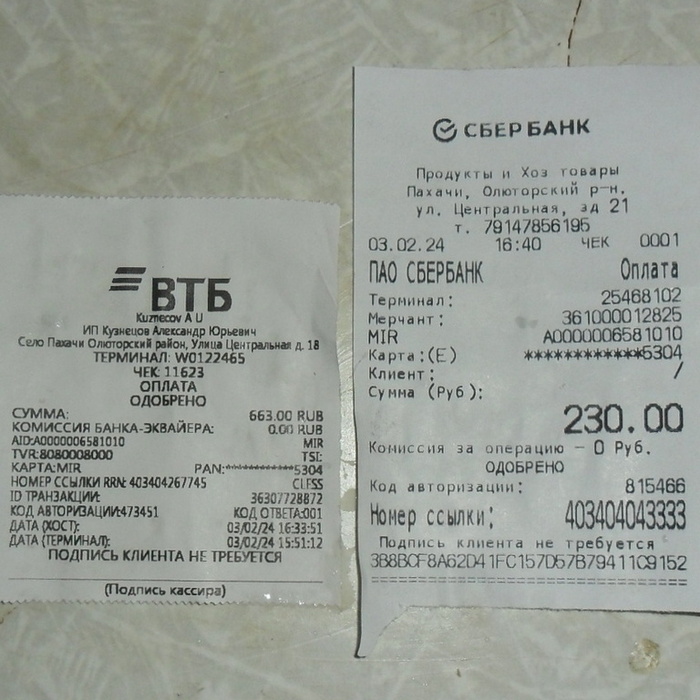 ВТБ
Kuznecov A U
ИП Кузнецов Александр Юрьевич
Село Пахачи Олюторский район, Улица Центральная д. 18
ТЕРМИНАЛ: W0122465
ЧЕК: 11623
ОПЛАТА
ОДОБРЕНО
СУММА: 663.00 RUB
КОМИССИЯ БАНКА-ЭКВАЙЕРА: 0.00 RUB
AID:A0000006581010 MIR
TVR:8080008000 TSI:
КАРТА:MIR PAN:************5304
НОМЕР ССЫЛКИ RRN: 403404267745 CLFSS
ID ТРАНЗАКЦИИ: 36307728872
КОД АВТОРИЗАЦИИ:473451 КОД ОТВЕТА:001
ДАТА (ХОСТ): 03/02/24 16:33:51
ДАТА (ТЕРМИНАЛ): 03/02/24 15:51:12
ПОДПИСЬ КЛИЕНТА НЕ ТРЕБУЕТСЯ
(Подпись кассира)
СБЕР БАНК
Продукты и Хоз товары
Пахачи, Олюторский р-н,
ул. Центральная, зд 21
т. 79147856195
03.02.24 16:40 ЧЕК 0001
ПАО СБЕРБАНК Оплата
Терминал: 25468102
Мерчант: 361000012825
MIR A0000006581010
Карта:(E) ************5304
Клиент: /
Сумма (Руб):
230.00
Комиссия за операцию – 0 Руб.
ОДОБРЕНО
Код авторизации: 815466
Номер ссылки: 403404043333
Подпись клиента не требуется
3B8BCF8A62D41FC157D57B79411C9152
================================